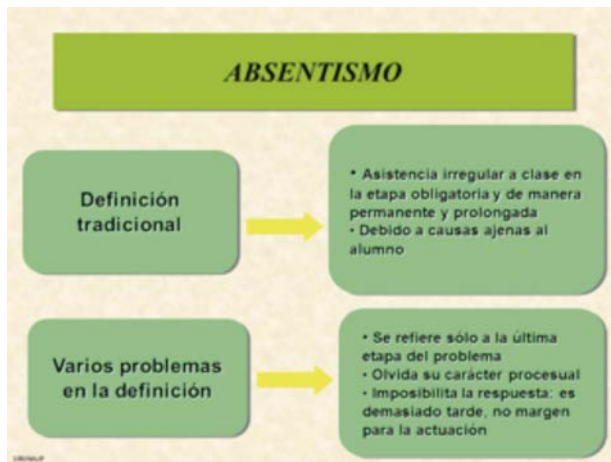 ABSENTISMO
Definición
tradicional
• Asistencia irregular a clase en
la etapa obligatoria y de manera
permanente y prolongada
• Debido a causas ajenas al
alumno
Varios problemas
en la definición
• Se refiere sólo a la última
etapa del problema
• Olvida su carácter procesual
• Imposibilita la respuesta: es
demasiado tarde, no margen
para la actuación